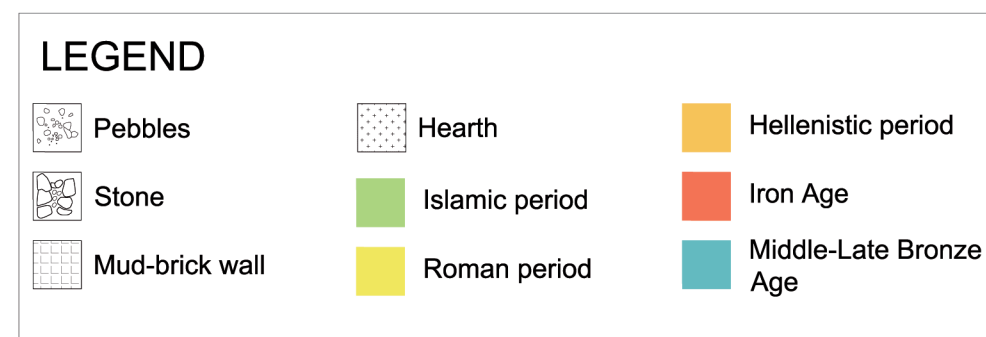 LEGEND
Pebbles
Stone
Mud-brick wall
Hearth
Islamic period
Roman period
Hellenistic period
Iron Age
Middle-Late Bronze
Age